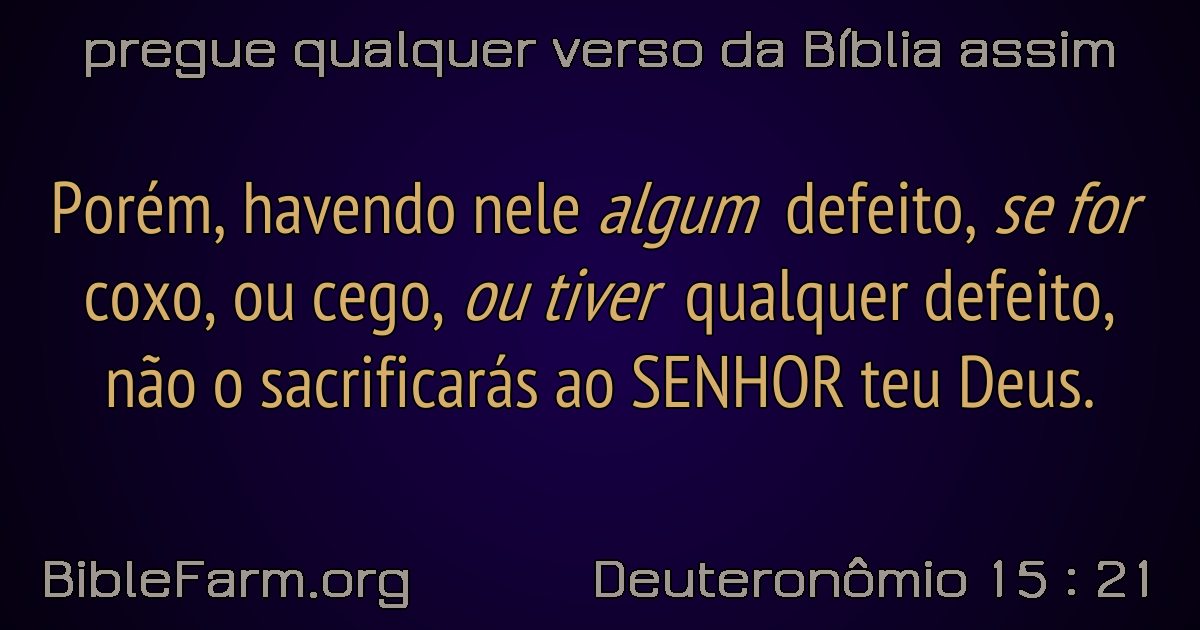 pregue qualquer verso da Bíblia assim
Porém, havendo nele algum defeito, se for
coxo, ou cego, ou tiver qualquer defeito,
não o sacrificarás ao SENHOR teu Deus.
BibleFarm.org
Deuteronômio 15 : 21